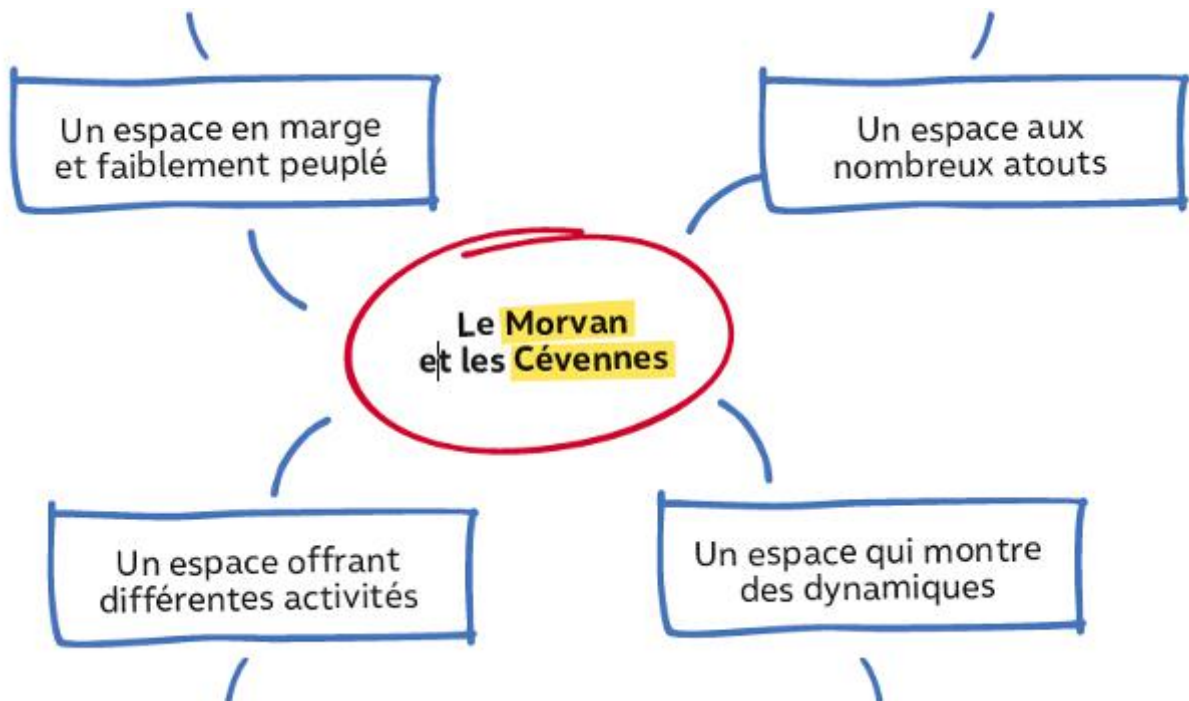 Un espace en marge
et faiblement peuplé
Un espace aux
nombreux atouts
Le Morvan
et les Cévennes
Un espace offrant
différentes activités
Un espace qui montre
des dynamiques